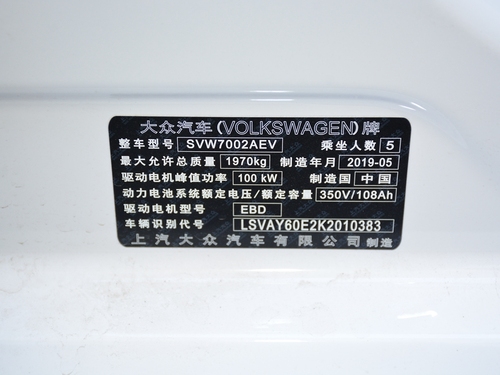 大众汽车(VOLKSWAGEN)牌
整车型号 SVW7002AEV 乘坐人数 5
最大允许总质量 1970kg 制造年月 2019-05
驱动电机峰值功率 100 kW 制造国 中国
动力电池系统额定电压/额定容量 350V/108Ah
驱动电机型号 EBD
车辆识别代号 LSVAY60E2K2010383
上汽大众汽车有限公司 制造